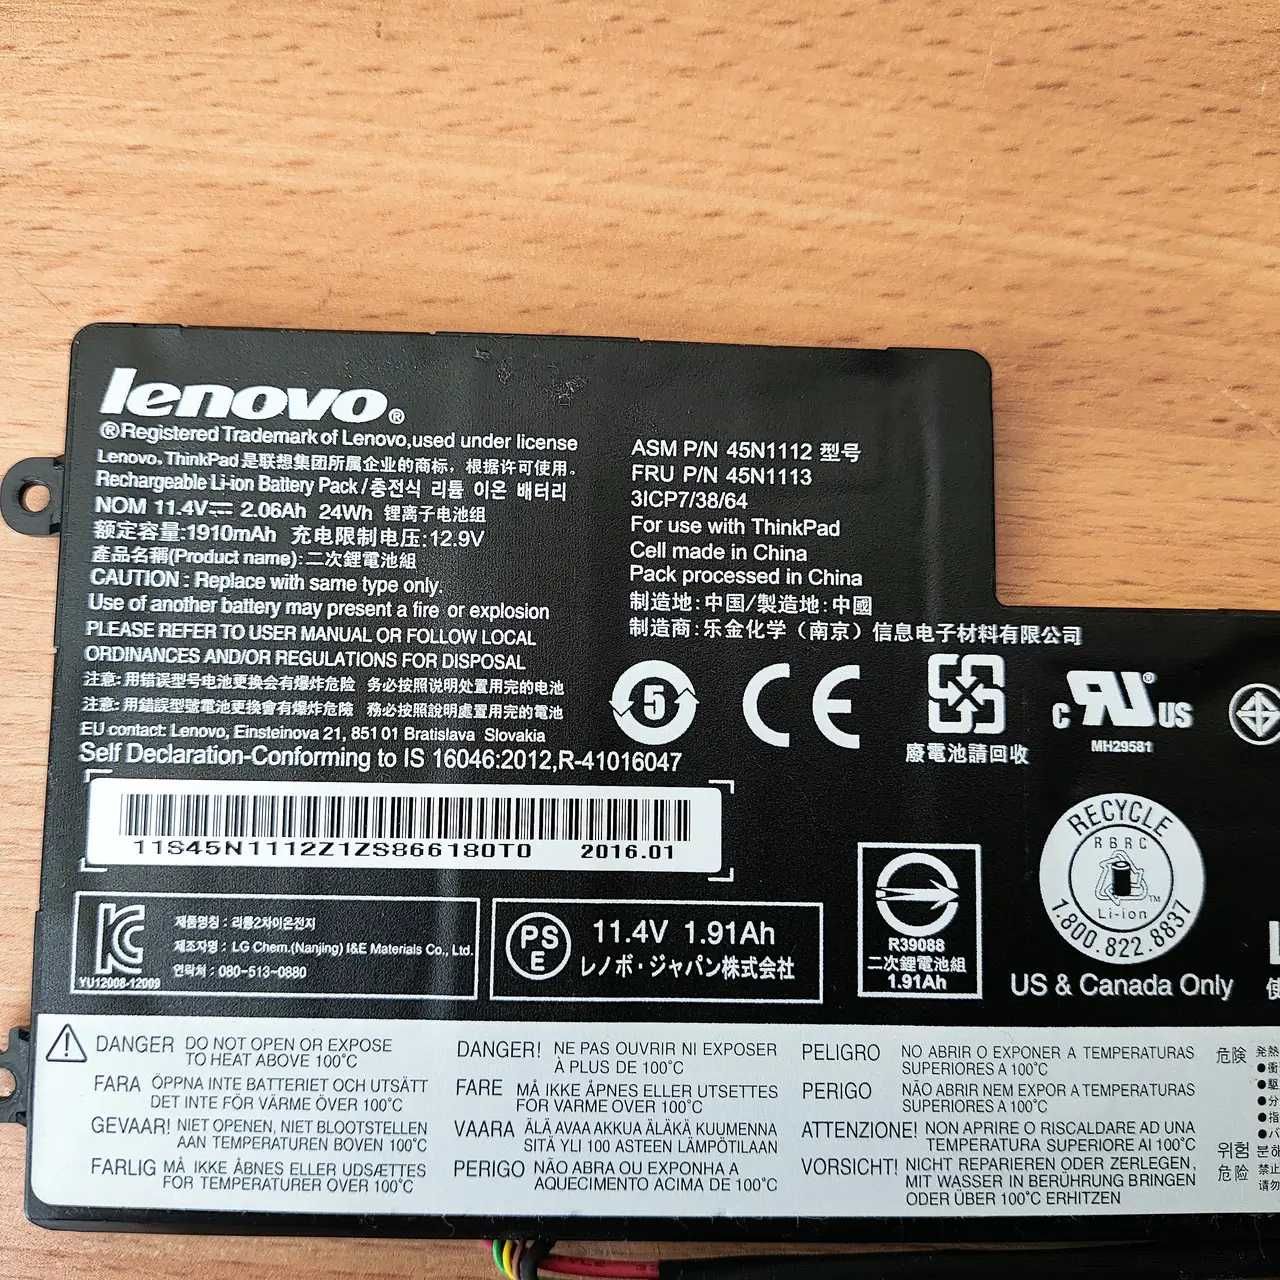 lenovo®
®Registered Trademark of Lenovo,used under license
Lenovo、ThinkPad是联想集团所属企业的商标，根据许可使用。
Rechargeable Li-ion Battery Pack/충전식 리튬 이온 배터리
NOM 11.4V⎓ 2.06Ah 24Wh 锂离子电池组
额定容量:1910mAh 充电限制电压:12.9V
產品名稱(Product name):二次鋰電池組
CAUTION : Replace with same type only.
Use of another battery may present a fire or explosion
PLEASE REFER TO USER MANUAL OR FOLLOW LOCAL
ORDINANCES AND/OR REGULATIONS FOR DISPOSAL
注意: 用错误型号电池更换会有爆炸危险 务必按照说明处置用完的电池
注意: 用錯誤型號電池更換會有爆炸危險 務必按照說明處置用完的電池
EU contact: Lenovo, Einsteinova 21, 851 01 Bratislava Slovakia
Self Declaration-Conforming to IS 16046:2012,R-41016047
ASM P/N 45N1112 型号
FRU P/N 45N1113
3ICP7/38/64
For use with ThinkPad
Cell made in China
Pack processed in China
制造地:中国/製造地:中國
制造商:乐金化学（南京）信息电子材料有限公司
5
CE
廢電池請回收
c RU® US
MH29581
11S45N1112Z1ZS866180T0 2016.01
KC
YU12008-12009
제품명칭 : 리튬2차이온전지
제조자명 : LG Chem.(Nanjing) I&E Materials Co., Ltd.
연락처 : 080-513-0880
PS
E
11.4V 1.91Ah
レノボ・ジャパン株式会社
R39088
二次鋰電池組
1.91Ah
RECYCLE
RBRC
Li-ion
TM
1.800.822.8837
US & Canada Only
使
DANGER DO NOT OPEN OR EXPOSE
TO HEAT ABOVE 100°C
FARA ÖPPNA INTE BATTERIET OCH UTSÄTT
DET INTE FÖR VÄRME ÖVER 100°C
GEVAAR! NIET OPENEN, NIET BLOOTSTELLEN
AAN TEMPERATUREN BOVEN 100°C
FARLIG MÅ IKKE ÅBNES ELLER UDSÆTTES
FOR TEMPERATURER OVER 100°C
DANGER! NE PAS OUVRIR NI EXPOSER
À PLUS DE 100°C
FARE MÅ IKKE ÅPNES ELLER UTSETTES
FOR VARME OVER 100°C
VAARA ÄLÄ AVAA AKKUA ÄLÄKÄ KUUMENNA
SITÄ YLI 100 ASTEEN LÄMPÖTILAAN
PERIGO NÃO ABRA OU EXPONHA A
AQUECIMENTO ACIMA DE 100°C
PELIGRO NO ABRIR O EXPONER A TEMPERATURAS
SUPERIORES A 100°C
PERIGO NÃO ABRIR NEM EXPOR A TEMPERATURAS
SUPERIORES A 100°C
ATTENZIONE! NON APRIRE O RISCALDARE AD UNA
TEMPERATURA SUPERIORE AI 100°C
VORSICHT! NICHT REPARIEREN ODER ZERLEGEN,
MIT WASSER IN BERÜHRUNG BRINGEN
ODER ÜBER 100°C ERHITZEN
危険 発熱
●衝
●駆
●分
●指
●バ
위험 분해
危险 禁止
请勿